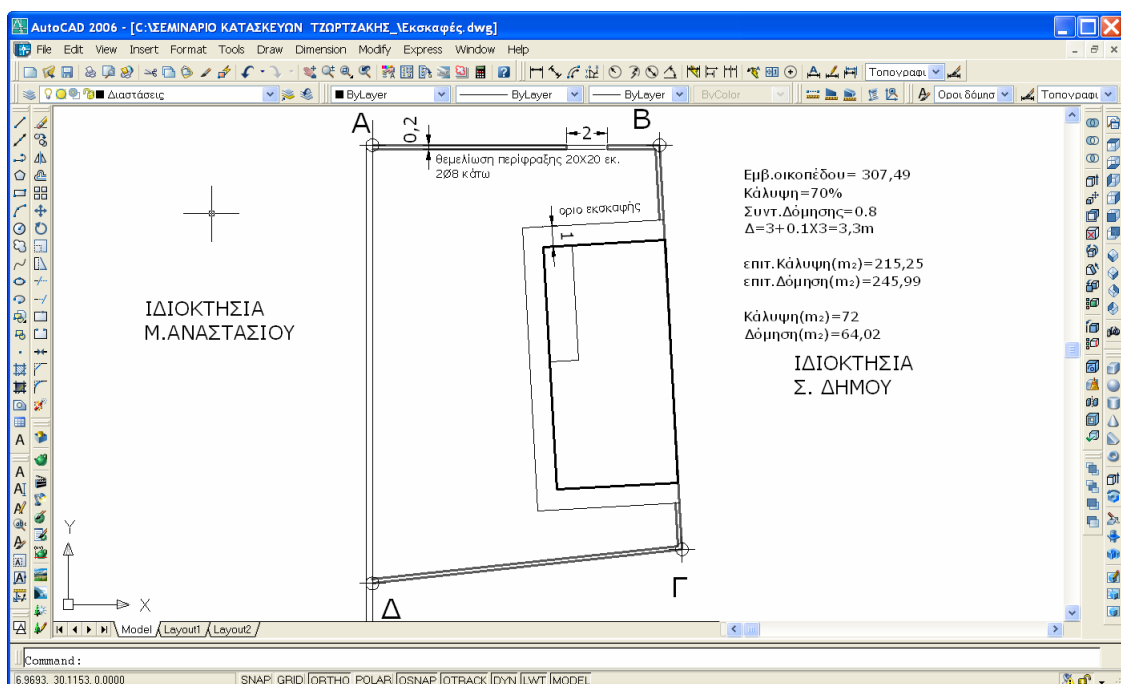 AutoCAD 2006 - [C:\ΣΕΜΙΝΑΡΙΟ ΚΑΤΑΣΚΕΥΩΝ ΤΖΩΡΤΖΑΚΗΣ_\Εκσκαφές.dwg]
File Edit View Insert Format Tools Draw Dimension Modify Express Window Help
Τοπογραφι
Διαστάσεις ByLayer ByLayer ByLayer ByColor Οροι δόμησ Τοπογραφι
Α 0,2 2 Β
θεμελίωση περίφραξης 20Χ20 εκ.
2Ø8 κάτω
οριο εκσκαφής
1
Εμβ.οικοπέδου= 307,49
Κάλυψη=70%
Συντ.Δόμησης=0.8
Δ=3+0.1Χ3=3,3m
επιτ.Κάλυψη(m₂)=215,25
επιτ.Δόμηση(m₂)=245,99
Κάλυψη(m₂)=72
Δόμηση(m₂)=64,02
ΙΔΙΟΚΤΗΣΙΑ
Μ.ΑΝΑΣΤΑΣΙΟΥ
ΙΔΙΟΚΤΗΣΙΑ
Σ. ΔΗΜΟΥ
Γ
Δ
Y
X
Model Layout1 Layout2
Command:
6.9693, 30.1153, 0.0000 SNAP GRID ORTHO POLAR OSNAP OTRACK DYN LWT MODEL